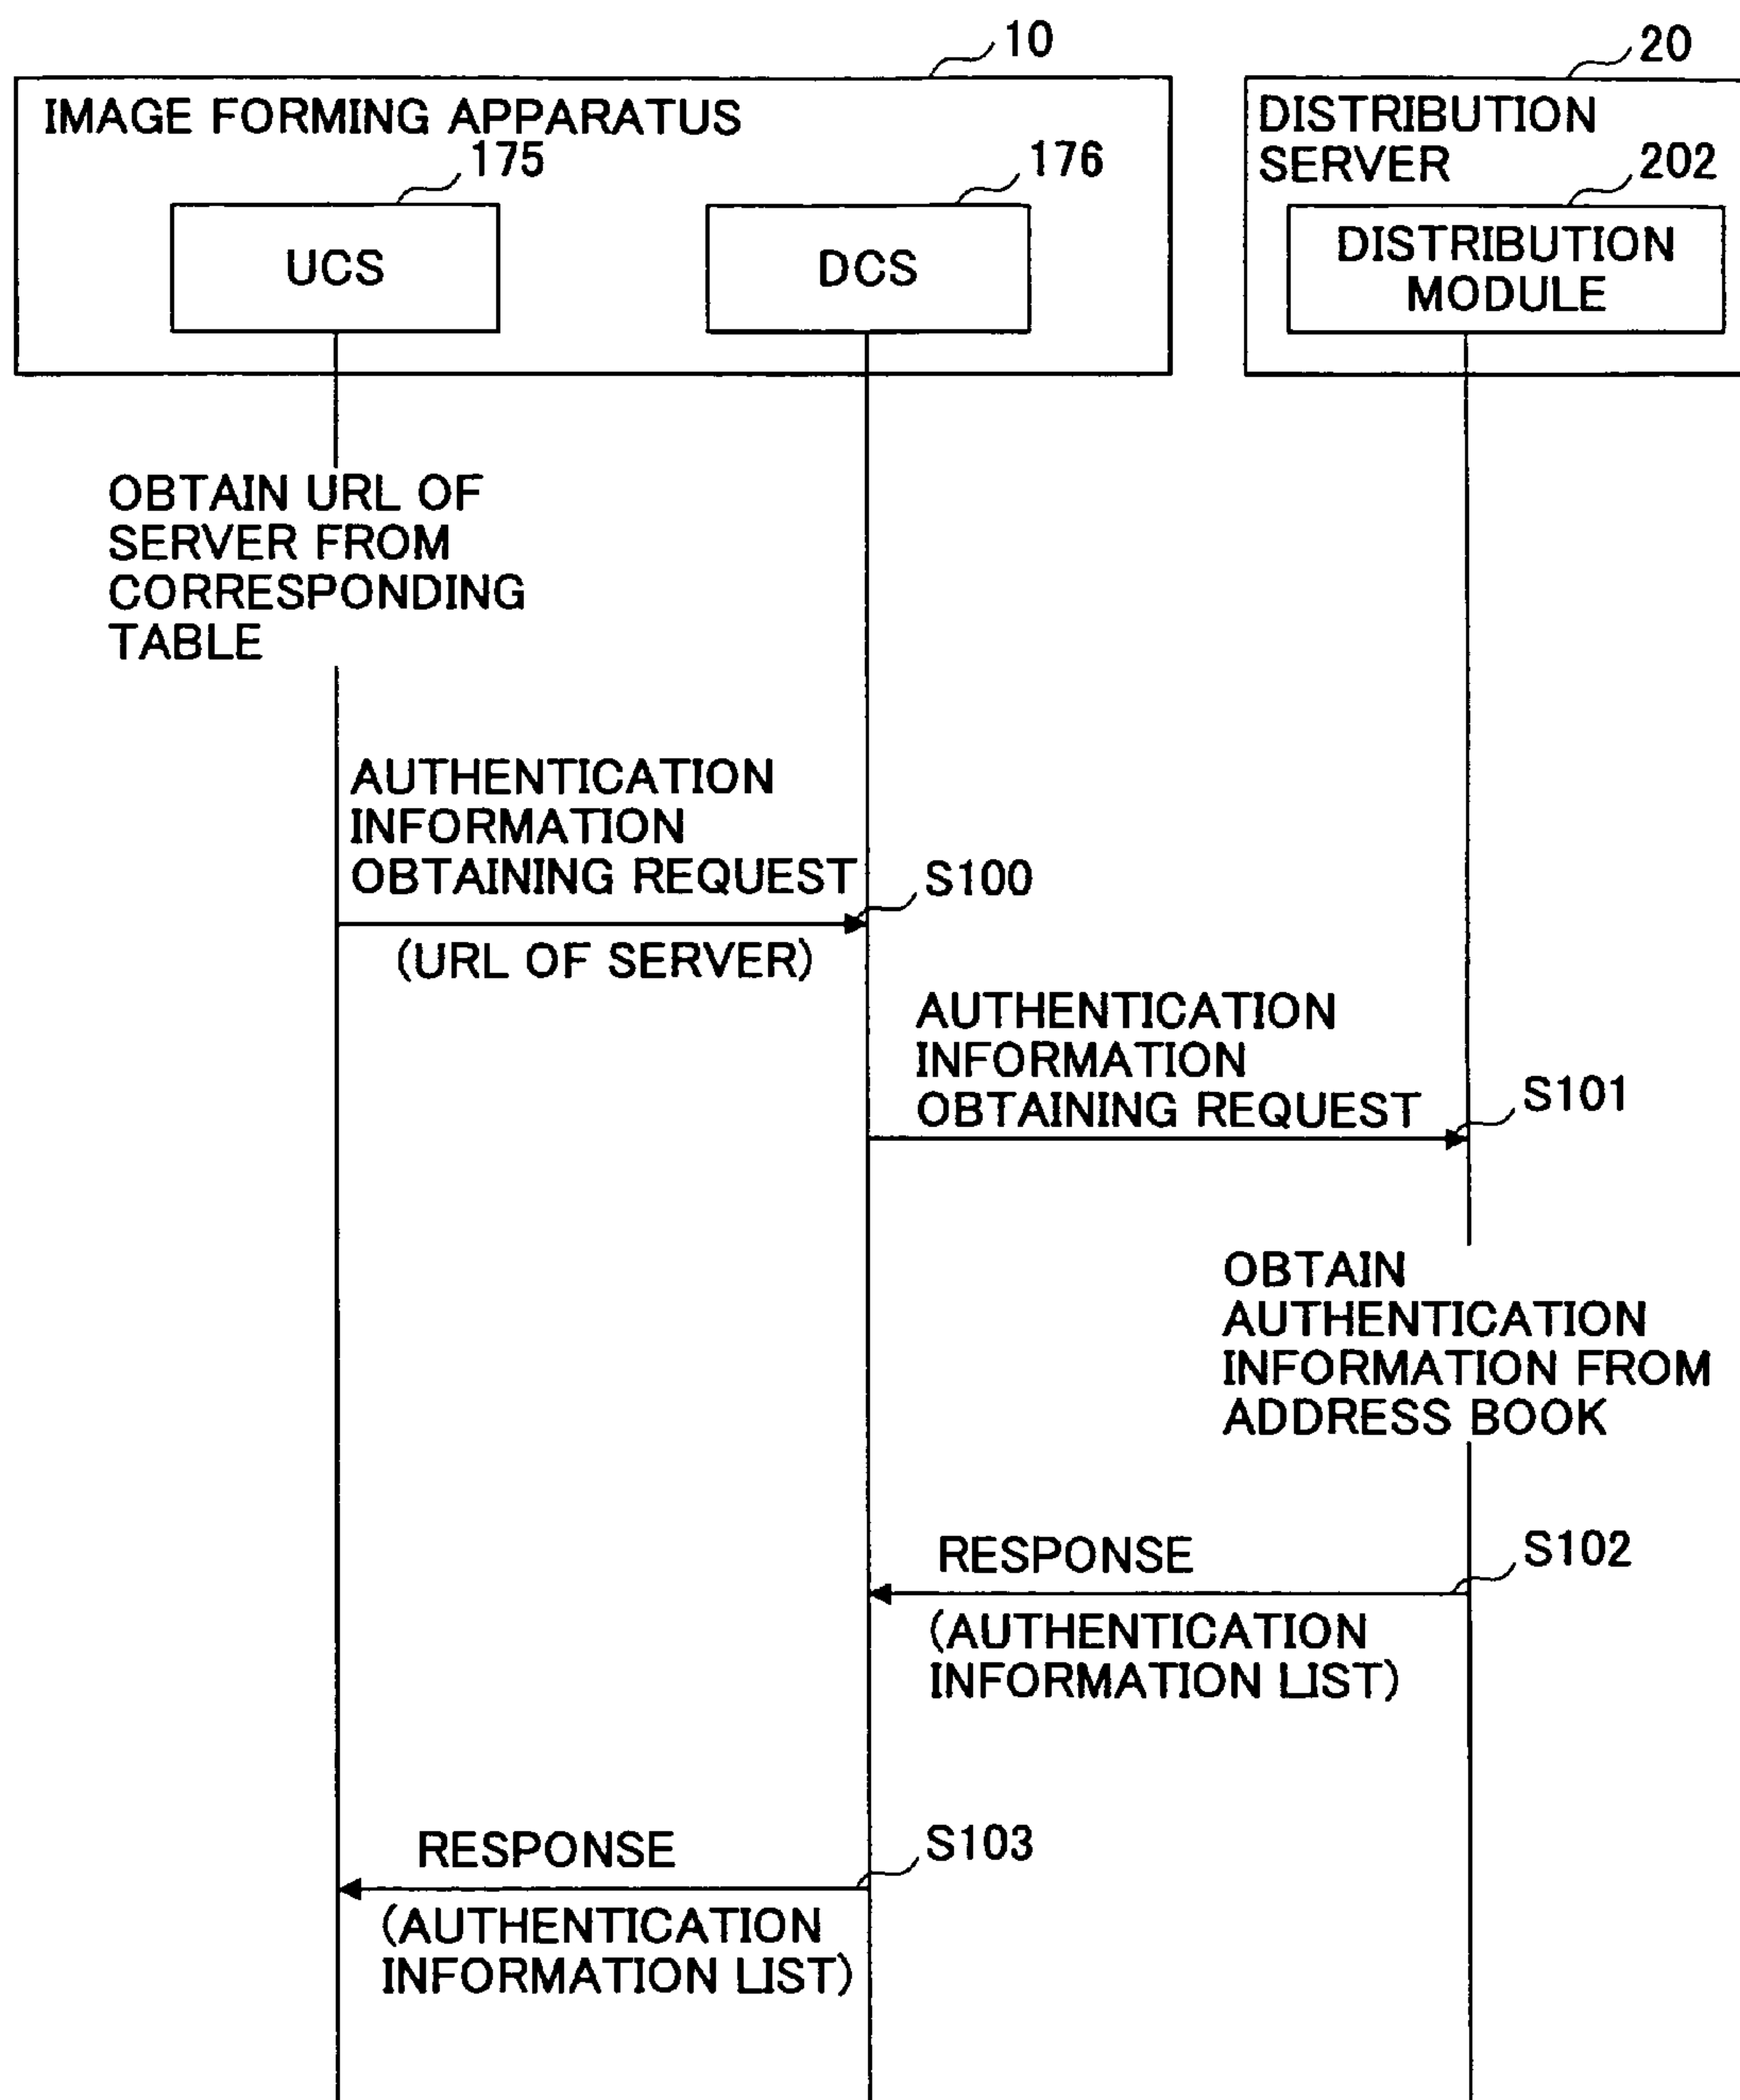 10
20
IMAGE FORMING APPARATUS
DISTRIBUTION
SERVER
175
176
202
UCS
DCS
DISTRIBUTION
MODULE
OBTAIN URL OF
SERVER FROM
CORRESPONDING
TABLE
AUTHENTICATION
INFORMATION
OBTAINING REQUEST
S100
(URL OF SERVER)
AUTHENTICATION
INFORMATION
OBTAINING REQUEST
S101
OBTAIN
AUTHENTICATION
INFORMATION FROM
ADDRESS BOOK
RESPONSE
S102
(AUTHENTICATION
INFORMATION LIST)
RESPONSE
S103
(AUTHENTICATION
INFORMATION LIST)